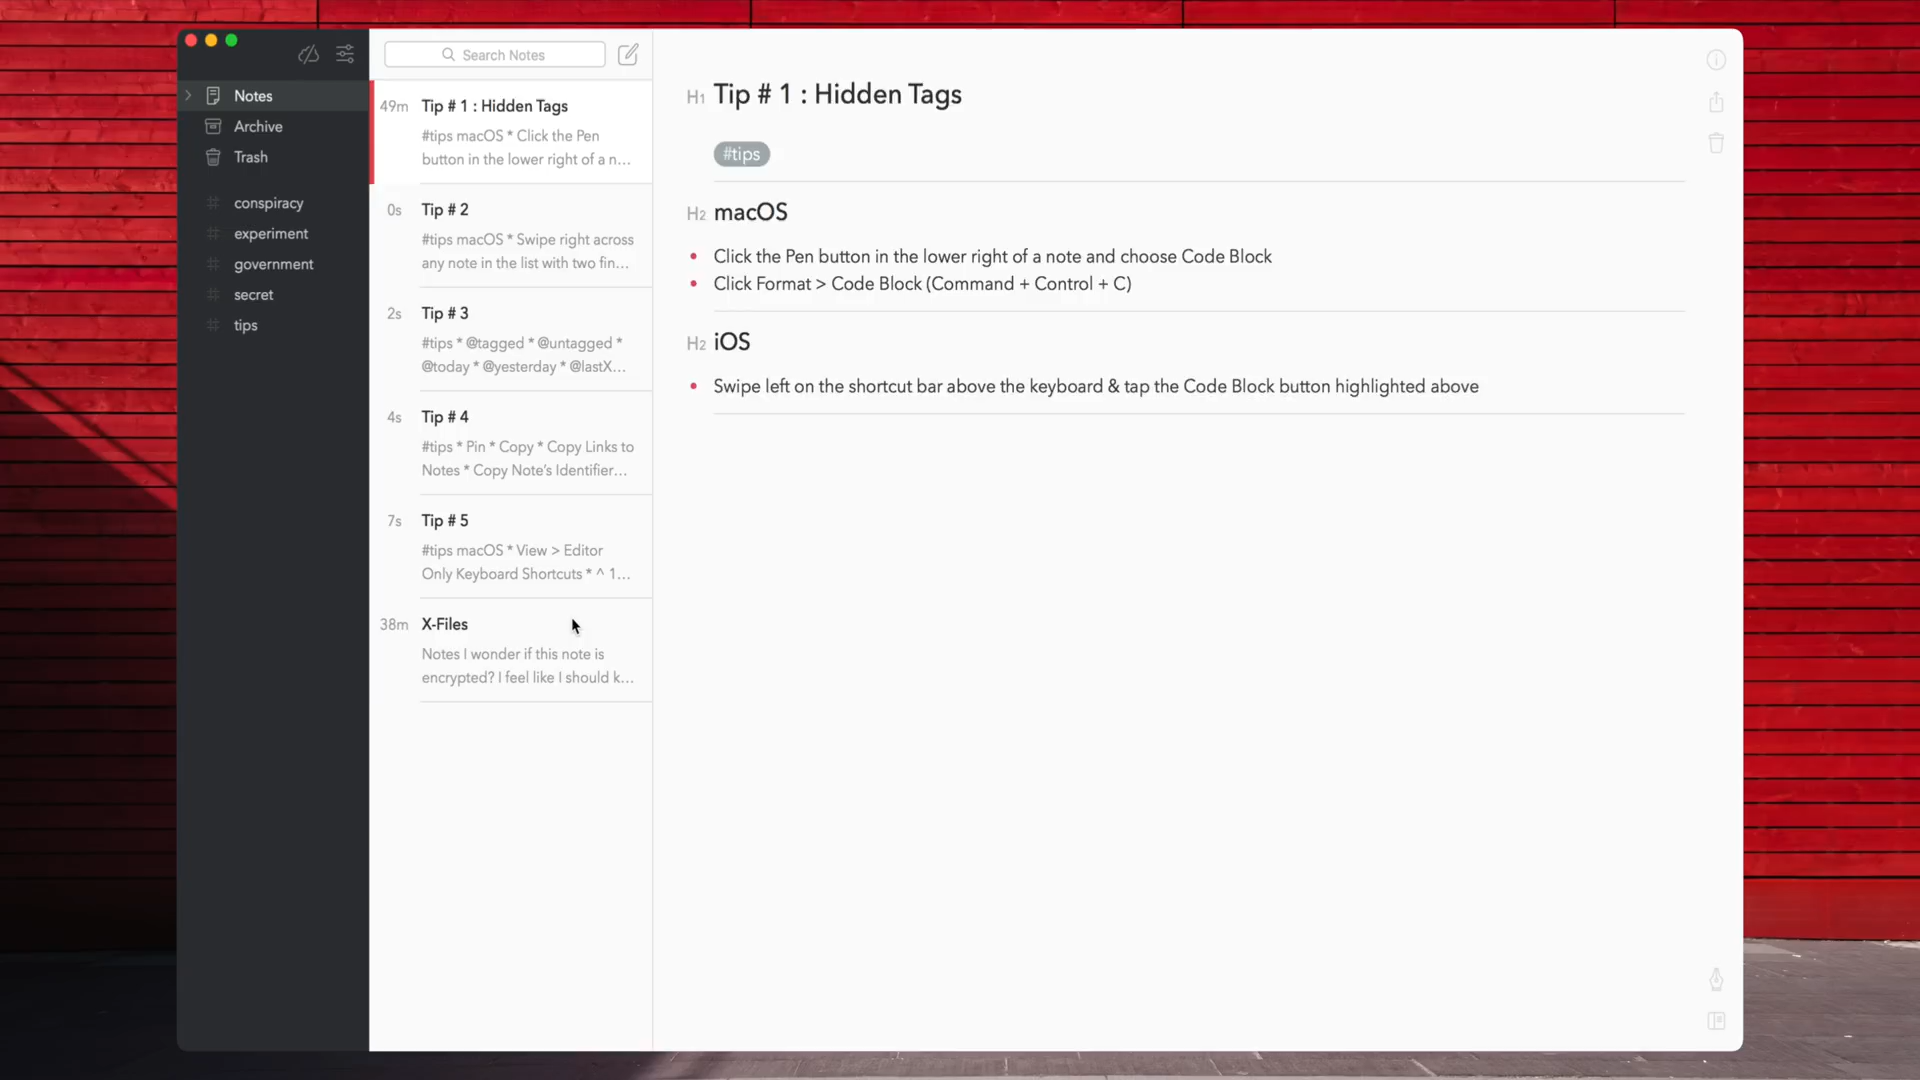 Notes
Archive
Trash
conspiracy
experiment
government
secret
tips
Search Notes
49m
Tip # 1 : Hidden Tags
#tips macOS * Click the Pen
button in the lower right of a n...
0s
Tip # 2
#tips macOS * Swipe right across
any note in the list with two fin...
2s
Tip # 3
#tips * @tagged * @untagged *
@today * @yesterday * @lastX...
4s
Tip # 4
#tips * Pin * Copy * Copy Links to
Notes * Copy Note’s Identifier...
7s
Tip # 5
#tips macOS * View > Editor
Only Keyboard Shortcuts * ^ 1...
38m
X-Files
Notes I wonder if this note is
encrypted? I feel like I should k...
H1 Tip # 1 : Hidden Tags
#tips
H2 macOS
• Click the Pen button in the lower right of a note and choose Code Block
• Click Format > Code Block (Command + Control + C)
H2 iOS
• Swipe left on the shortcut bar above the keyboard & tap the Code Block button highlighted above